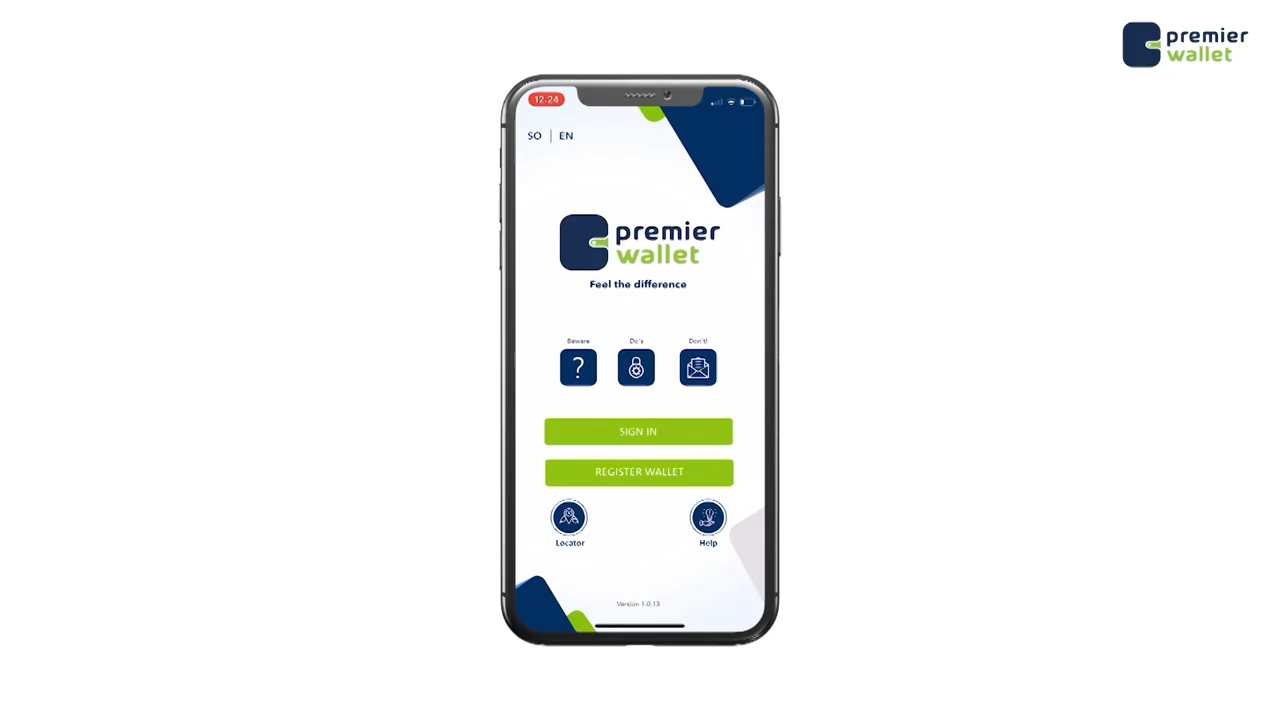 premier
wallet
12:24
SO | EN
premier
wallet
Feel the difference
Beware
Do's
Don't!
?
SIGN IN
REGISTER WALLET
Locator
Help
Version 1.0.13